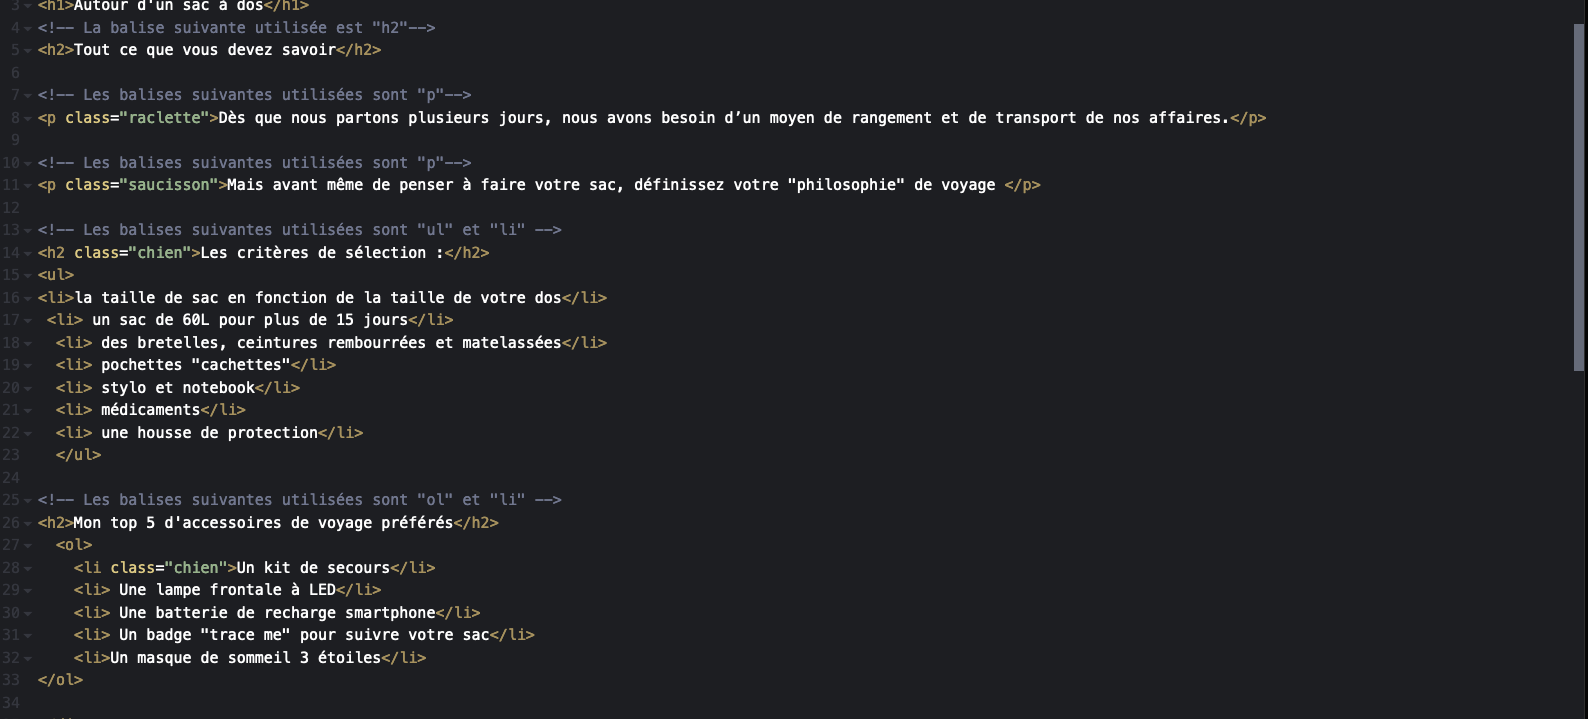 3 <h1>Autour d'un sac à dos</h1>
4 <!-- La balise suivante utilisée est "h2"-->
5 <h2>Tout ce que vous devez savoir</h2>
6
7 <!-- Les balises suivantes utilisées sont "p"-->
8 <p class="raclette">Dès que nous partons plusieurs jours, nous avons besoin d’un moyen de rangement et de transport de nos affaires.</p>
9
10 <!-- Les balises suivantes utilisées sont "p"-->
11 <p class="saucisson">Mais avant même de penser à faire votre sac, définissez votre "philosophie" de voyage </p>
12
13 <!-- Les balises suivantes utilisées sont "ul" et "li" -->
14 <h2 class="chien">Les critères de sélection :</h2>
15 <ul>
16 <li>la taille de sac en fonction de la taille de votre dos</li>
17 <li> un sac de 60L pour plus de 15 jours</li>
18 <li> des bretelles, ceintures rembourrées et matelassées</li>
19 <li> pochettes "cachettes"</li>
20 <li> stylo et notebook</li>
21 <li> médicaments</li>
22 <li> une housse de protection</li>
23 </ul>
24
25 <!-- Les balises suivantes utilisées sont "ol" et "li" -->
26 <h2>Mon top 5 d'accessoires de voyage préférés</h2>
27 <ol>
28 <li class="chien">Un kit de secours</li>
29 <li> Une lampe frontale à LED</li>
30 <li> Une batterie de recharge smartphone</li>
31 <li> Un badge "trace me" pour suivre votre sac</li>
32 <li>Un masque de sommeil 3 étoiles</li>
33 </ol>
34